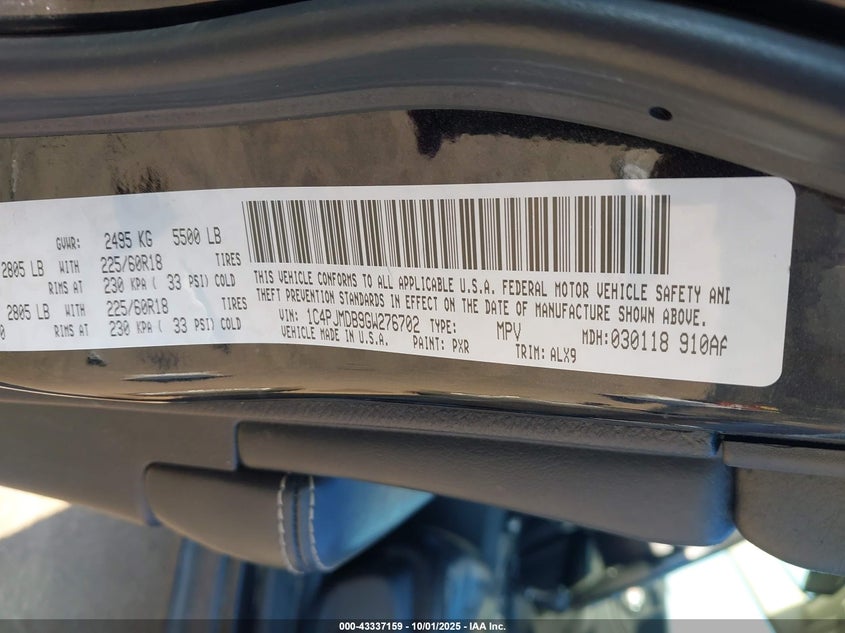 GVWR: 2495 KG 5500 LB
2805 LB WITH 225/60R18 TIRES
RIMS AT 230 KPA ( 33 PSI) COLD
2805 LB WITH 225/60R18 TIRES
0 RIMS AT 230 KPA ( 33 PSI) COLD
THIS VEHICLE CONFORMS TO ALL APPLICABLE U.S.A. FEDERAL MOTOR VEHICLE SAFETY AND
THEFT PREVENTION STANDARDS IN EFFECT ON THE DATE OF MANUFACTURE SHOWN ABOVE.
VIN: 1C4PJMDB9GW276702 TYPE: MPV MDH:030118 910AF
VEHICLE MADE IN U.S.A. PAINT: PXR TRIM: ALX9
000-43337159 - 10/01/2025 - IAA Inc.